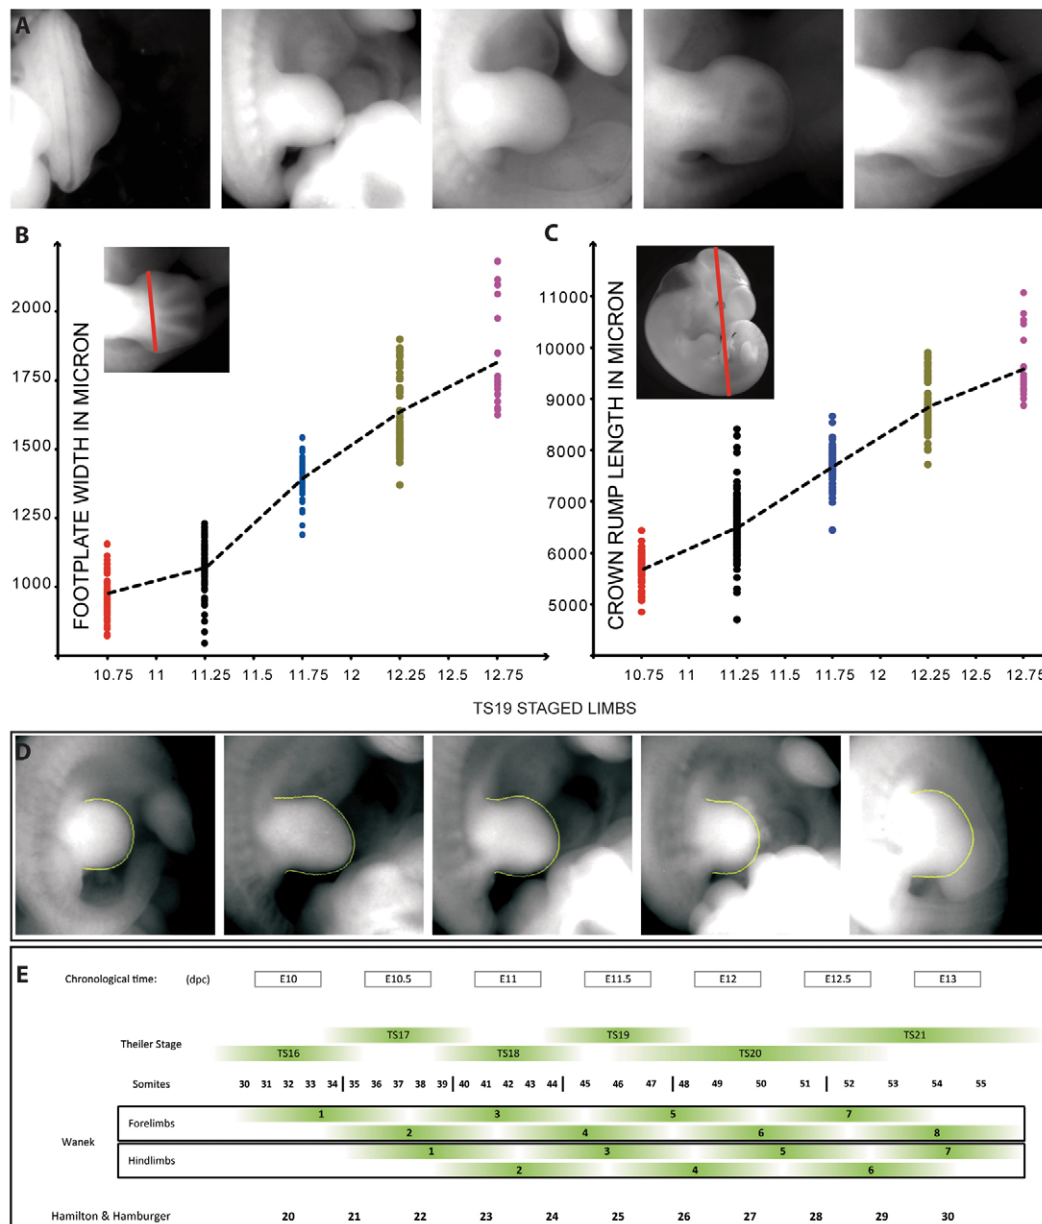 A
B
FOOTPLATE WIDTH IN MICRON
2000
1750
1500
1250
1000
10.75 11 11.25 11.5 11.75 12 12.25 12.5 12.75
C
CROWN RUMP LENGTH IN MICRON
11000
10000
9000
8000
7000
6000
5000
10.75 11 11.25 11.5 11.75 12 12.25 12.5 12.75
TS19 STAGED LIMBS
D
E
Chronological time: (dpc) E10 E10.5 E11 E11.5 E12 E12.5 E13
TS17 TS19 TS21
Theiler Stage
TS16 TS18 TS20
Somites 30 31 32 33 34 35 36 37 38 39 40 41 42 43 44 45 46 47 48 49 50 51 52 53 54 55
1 3 5 7
Forelimbs
2 4 6 8
Wanek
Hindlimbs 1 3 5 7
2 4 6
Hamilton & Hamburger 20 21 22 23 24 25 26 27 28 29 30